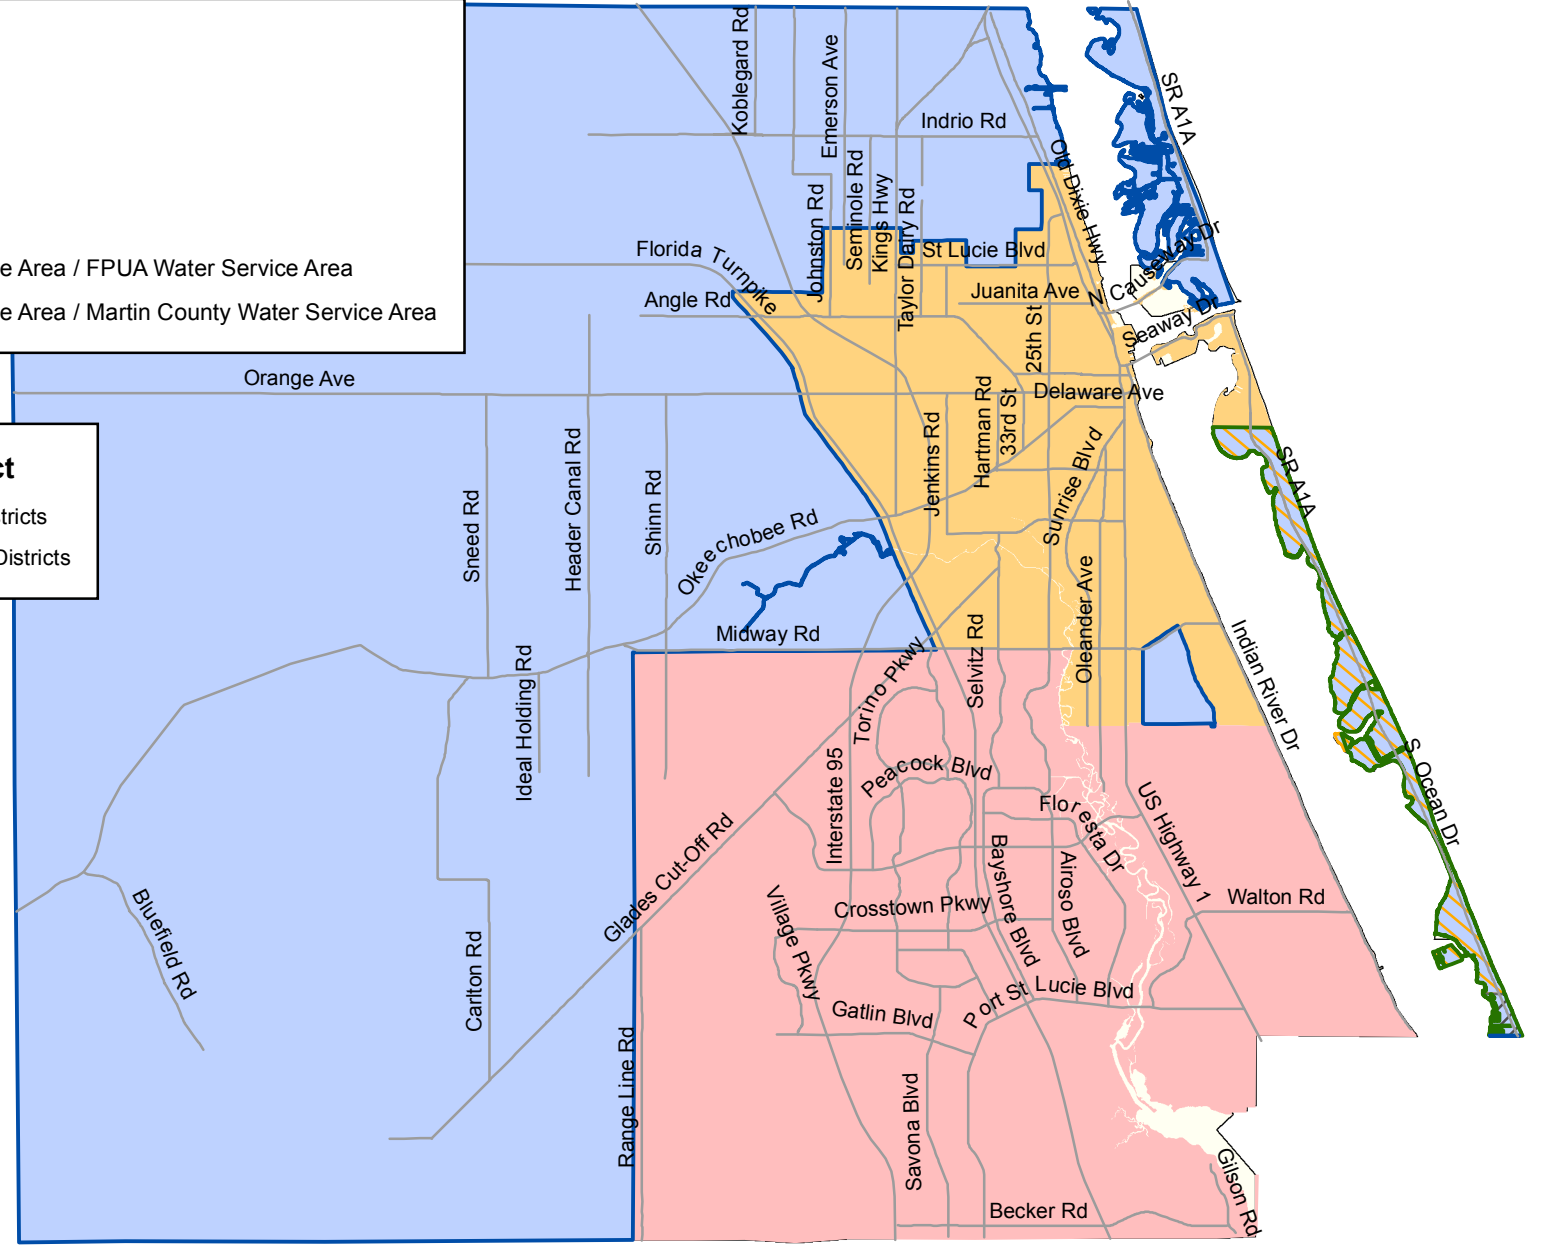 Koblegard Rd
Emerson Ave
Indrio Rd
SR A1A
Old Dixie Hwy
Seminole Rd
Kings Hwy
Johnston Rd
Taylor Dairy Rd
Florida Turnpike
St Lucie Blvd
N Causeway Dr
e Area / FPUA Water Service Area
e Area / Martin County Water Service Area
Angle Rd
Juanita Ave
25th St
Seaway Dr
Orange Ave
Delaware Ave
Hartman Rd
33rd St
Jenkins Rd
Sunrise Blvd
SR A1A
ct
tricts
Districts
Sneed Rd
Header Canal Rd
Shinn Rd
Okeechobee Rd
Midway Rd
Oleander Ave
Selvitz Rd
Torino Pkwy
Indian River Dr
Ideal Holding Rd
Interstate 95
Peacock Blvd
Floresta Dr
US Highway 1
S Ocean Dr
Glades Cut-Off Rd
Bayshore Blvd
Airoso Blvd
Walton Rd
Bluefield Rd
Crosstown Pkwy
Village Pkwy
Carlton Rd
Gatlin Blvd
Port St Lucie Blvd
Range Line Rd
Savona Blvd
Becker Rd
Gilson Rd